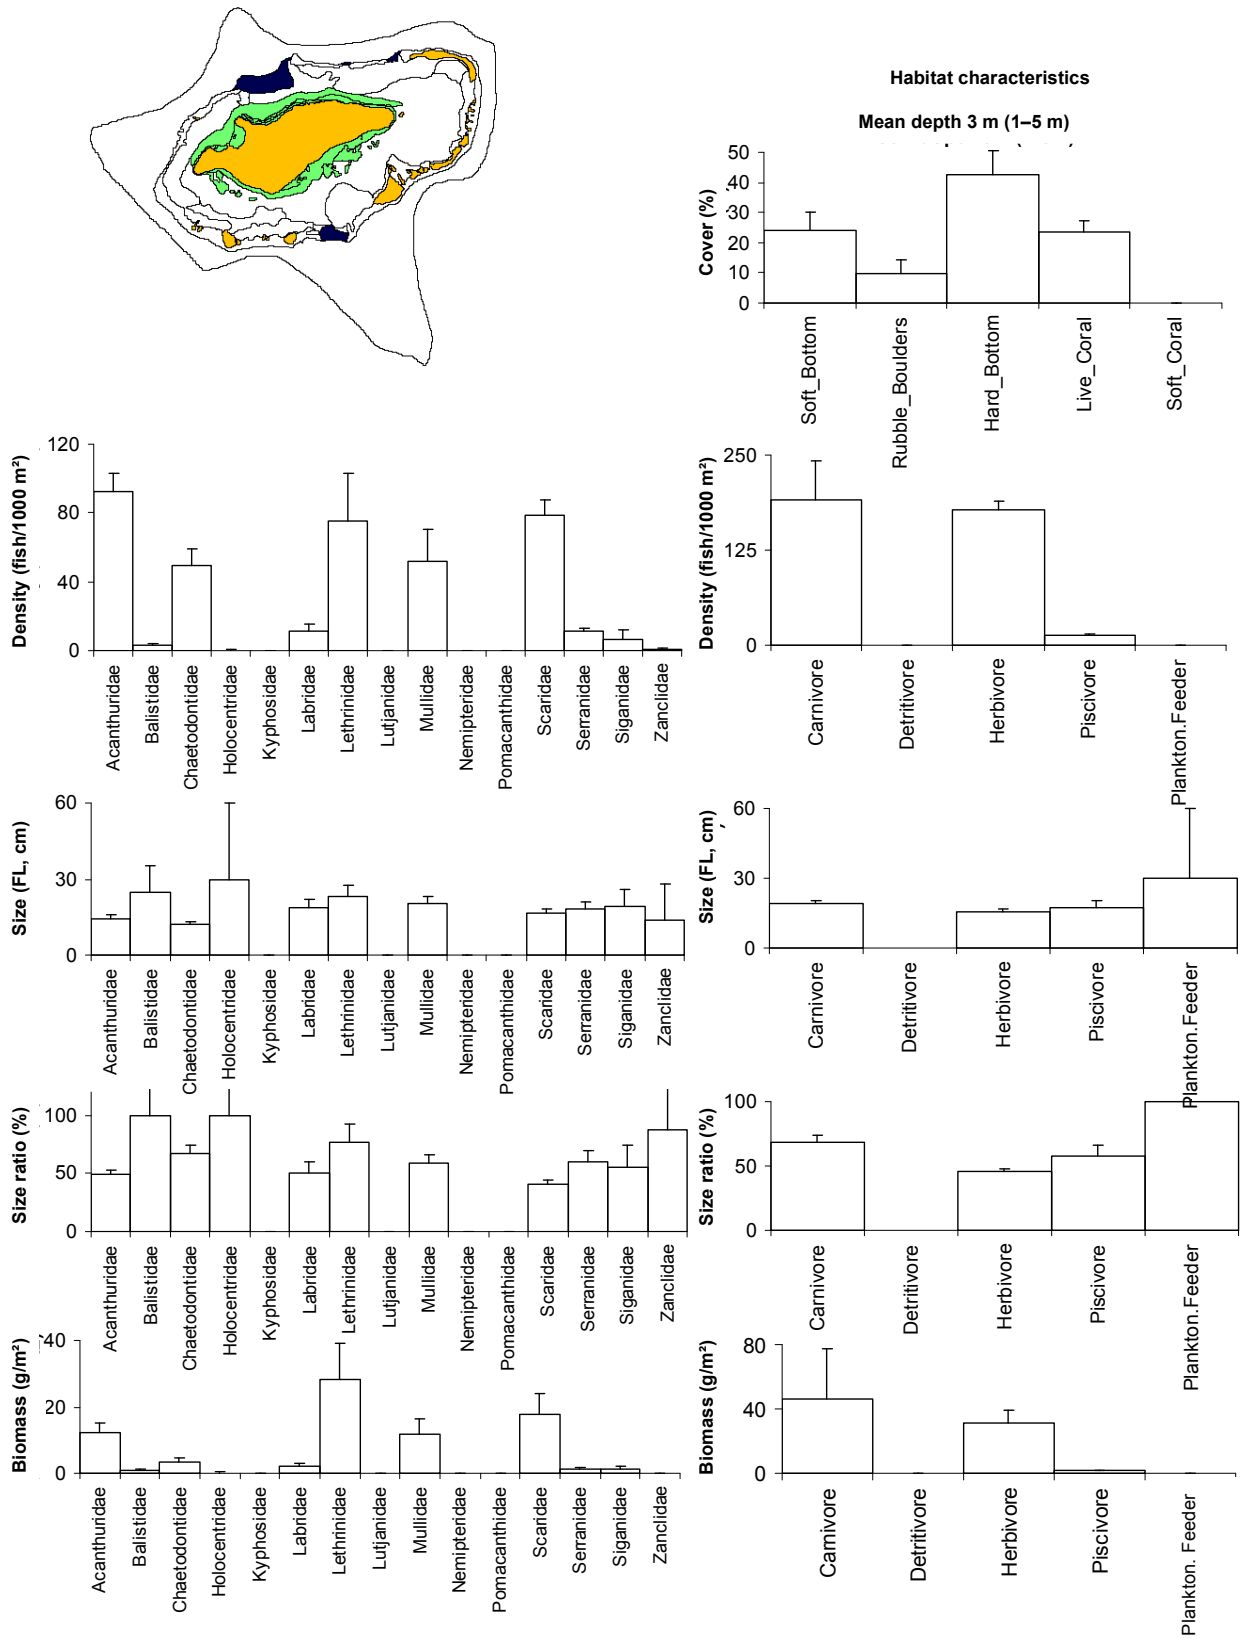 Habitat characteristics
Mean depth 3 m (1–5 m)
Cover (%)
50
40
30
20
10
0
Soft_Bottom
Rubble_Boulders
Hard_Bottom
Live_Coral
Soft_Coral
Density (fish/1000 m²)
120
80
40
0
Acanthuridae
Balistidae
Chaetodontidae
Holocentridae
Kyphosidae
Labridae
Lethrinidae
Lutjanidae
Mullidae
Nemipteridae
Pomacanthidae
Scaridae
Serranidae
Siganidae
Zanclidae
Density (fish/1000 m²)
250
125
0
Carnivore
Detritivore
Herbivore
Piscivore
Plankton.Feeder
Size (FL, cm)
60
30
0
Acanthuridae
Balistidae
Chaetodontidae
Holocentridae
Kyphosidae
Labridae
Lethrinidae
Lutjanidae
Mullidae
Nemipteridae
Pomacanthidae
Scaridae
Serranidae
Siganidae
Zanclidae
Size (FL, cm)
60
30
0
Carnivore
Detritivore
Herbivore
Piscivore
Plankton.Feeder
Size ratio (%)
100
50
0
Acanthuridae
Balistidae
Chaetodontidae
Holocentridae
Kyphosidae
Labridae
Lethrinidae
Lutjanidae
Mullidae
Nemipteridae
Pomacanthidae
Scaridae
Serranidae
Siganidae
Zanclidae
Size ratio (%)
100
50
0
Carnivore
Detritivore
Herbivore
Piscivore
Plankton.Feeder
Biomass (g/m²)
40
20
0
Acanthuridae
Balistidae
Chaetodontidae
Holocentridae
Kyphosidae
Labridae
Lethrinidae
Lutjanidae
Mullidae
Nemipteridae
Pomacanthidae
Scaridae
Serranidae
Siganidae
Zanclidae
Biomass (g/m²)
80
40
0
Carnivore
Detritivore
Herbivore
Piscivore
Plankton. Feeder